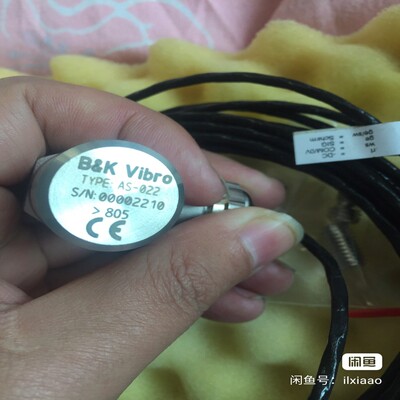 B&K Vibro
TYPE: AS-022
S/N:00002210
> 805
CE
闲鱼
闲鱼号：ilxiaao